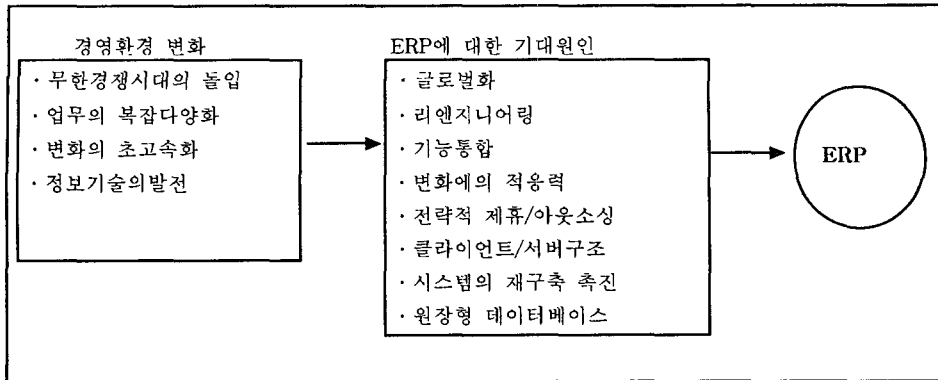 경영환경 변화
· 무한경쟁시대의 돌입
· 업무의 복잡다양화
· 변화의 초고속화
· 정보기술의발전
ERP에 대한 기대원인
· 글로벌화
· 리엔지니어링
· 기능통합
· 변화에의 적응력
· 전략적 제휴/아웃소싱
· 클라이언트/서버구조
· 시스템의 재구축 촉진
· 원장형 데이터베이스
ERP